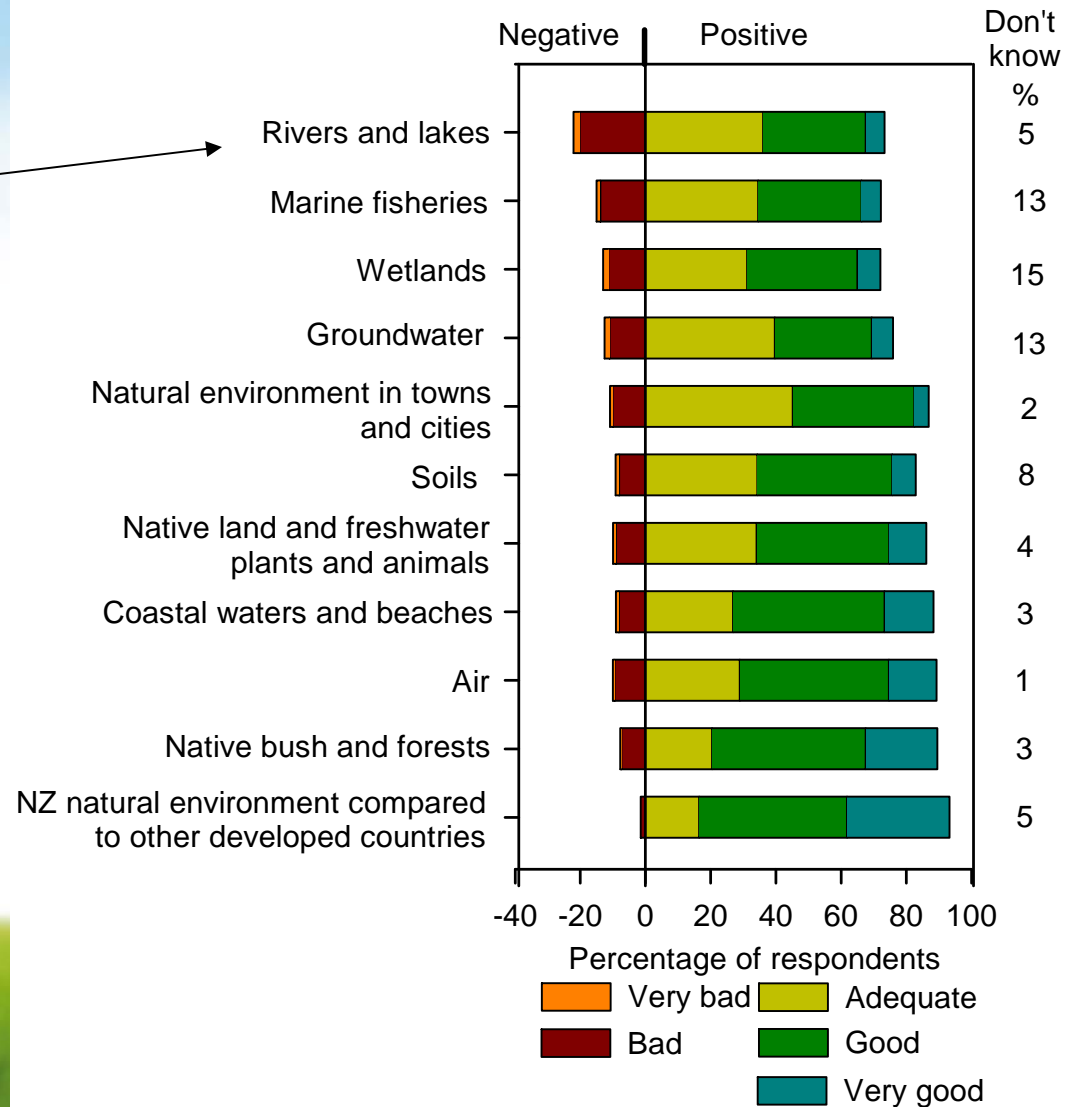 Negative Positive Don't
know
%
Rivers and lakes 5
Marine fisheries 13
Wetlands 15
Groundwater 13
Natural environment in towns
and cities 2
Soils 8
Native land and freshwater
plants and animals 4
Coastal waters and beaches 3
Air 1
Native bush and forests 3
NZ natural environment compared
to other developed countries 5
-40 -20 0 20 40 60 80 100
Percentage of respondents
Very bad Adequate
Bad Good
Very good